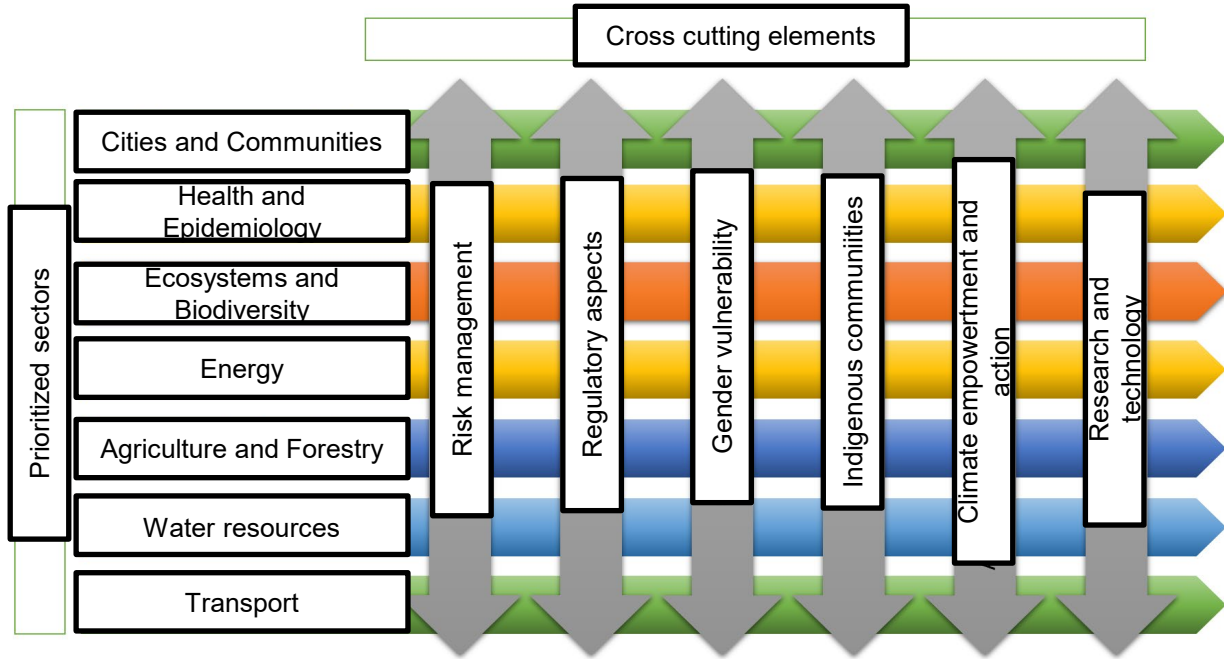 Cross cutting elements
Cities and Communities
Health and
Epidemiology
Ecosystems and
Biodiversity
Energy
Agriculture and Forestry
Water resources
Transport
Prioritized sectors
Risk management
Regulatory aspects
Gender vulnerability
Indigenous communiities
Climate empowertment and
action
Research and
technology